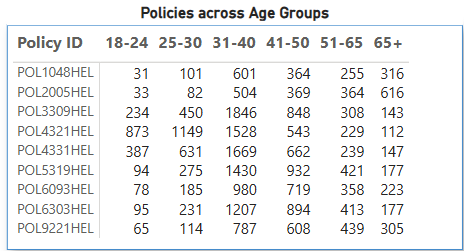 Policies across Age Groups
Policy ID 18-24 25-30 31-40 41-50 51-65 65+
POL1048HEL 31 101 601 364 255 316
POL2005HEL 33 82 504 369 364 616
POL3309HEL 234 450 1846 848 308 143
POL4321HEL 873 1149 1528 543 229 112
POL4331HEL 387 631 1669 662 239 147
POL5319HEL 94 275 1430 932 421 177
POL6093HEL 78 185 980 719 358 223
POL6303HEL 95 231 1207 894 413 177
POL9221HEL 65 114 787 608 439 305